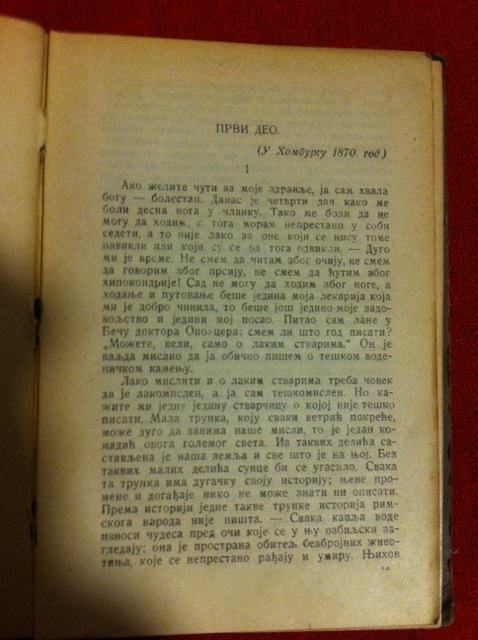 ПРВИ ДЕО.
(У Хомбургу 1870. год.)
1
Ако желите чути за моје здравље, ја сам хвала
богу — болестан. Данас је четврти дан како ме
боли десна нога у чланку. Тако ме боли да не
могу да ходим, с тога морам непрестано у соби
седети, а то није лако за оне који се нису томе
навикли или који су се од тога одвикли. — Дуго
ми је време. Не смем да читам због очију, не смем
да говорим због прсију, не смем да ћутим због
хипокондрије! Сад не могу да ходим због ноге, а
ходање и путовање беше једина моја лекарија која
ми је добро чинила, то беше још једино моје задо-
вољство и једини мој посао. Питао сам лане у
Бечу доктора Ополцера: смем ли што год писати?
„Можете, вели, само о лаким стварима.“ Он је
ваљда мислио да ја обично пишем о тешком воде-
ничком камењу.
Лако мислити и о лаким стварима треба човек
да је лакомислен, а ја сам тешкомислен. Но ка-
жите ми једну једину стварчицу о којој није тешко
писати. Мала трунка, коју сваки ветрић покреће,
може дуго да занима наше мисли, то је један ко-
мадић овога големог света. Из таквих делића са-
стављена је наша земља и све што је на њој. Без
таквих малих делића сунце би се угасило. Свака
та трунка има дугачку своју историју; њене про-
мене и догађаје нико не може знати ни описати.
Према историји једне такве трунке историја рим-
скога народа није ништа. — Свака капља воде
износи чудеса пред очи које се у њу озбиљски за-
гледају; она је пространа обитељ безбројних живо-
тиња, које се непрестано рађају и умиру. Њихов